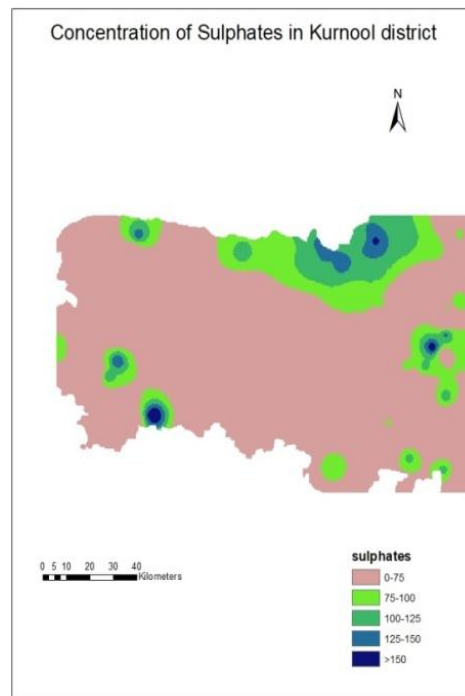 Concentration of Sulphates in Kurnool district
N
0 5 10 20 30 40
Kilometers
sulphates
0-75
75-100
100-125
125-150
>150